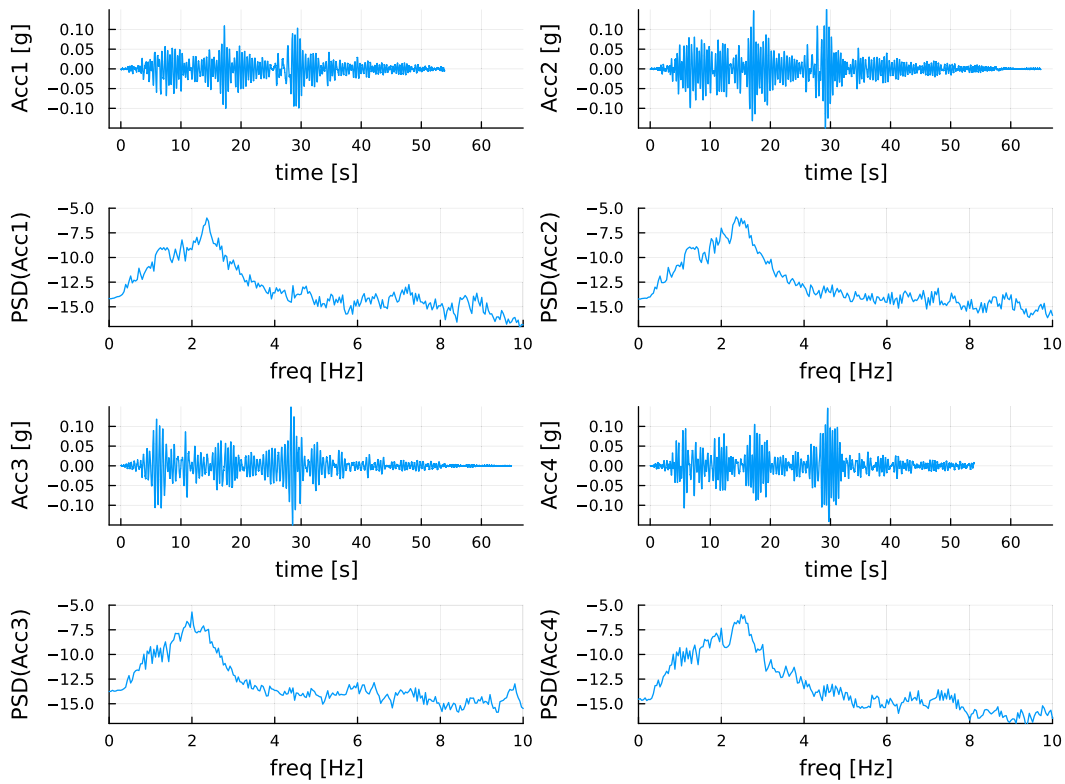 Acc1 [g]
0.10
0.05
0.00
−0.05
−0.10
0 10 20 30 40 50 60
time [s]
Acc2 [g]
0.10
0.05
0.00
−0.05
−0.10
0 10 20 30 40 50 60
time [s]
PSD(Acc1)
−5.0
−7.5
−10.0
−12.5
−15.0
0 2 4 6 8 10
freq [Hz]
PSD(Acc2)
−5.0
−7.5
−10.0
−12.5
−15.0
0 2 4 6 8 10
freq [Hz]
Acc3 [g]
0.10
0.05
0.00
−0.05
−0.10
0 10 20 30 40 50 60
time [s]
Acc4 [g]
0.10
0.05
0.00
−0.05
−0.10
0 10 20 30 40 50 60
time [s]
PSD(Acc3)
−5.0
−7.5
−10.0
−12.5
−15.0
0 2 4 6 8 10
freq [Hz]
PSD(Acc4)
−5.0
−7.5
−10.0
−12.5
−15.0
0 2 4 6 8 10
freq [Hz]